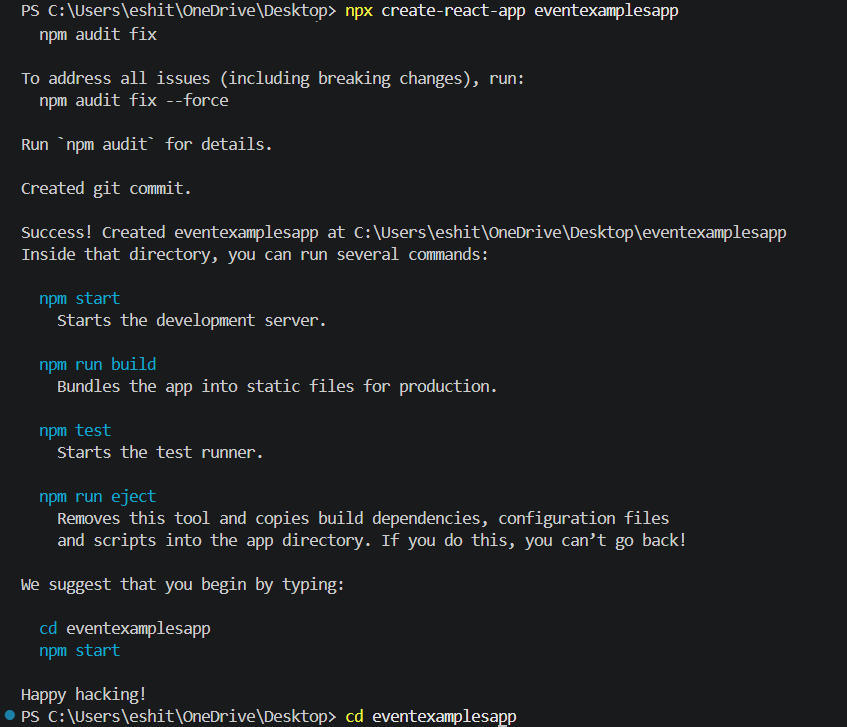 PS C:\Users\eshit\OneDrive\Desktop> npx create-react-app eventexamplesapp
npm audit fix
To address all issues (including breaking changes), run:
npm audit fix --force
Run `npm audit` for details.
Created git commit.
Success! Created eventexamplesapp at C:\Users\eshit\OneDrive\Desktop\eventexamplesapp
Inside that directory, you can run several commands:
npm start
Starts the development server.
npm run build
Bundles the app into static files for production.
npm test
Starts the test runner.
npm run eject
Removes this tool and copies build dependencies, configuration files
and scripts into the app directory. If you do this, you can’t go back!
We suggest that you begin by typing:
cd eventexamplesapp
npm start
Happy hacking!
PS C:\Users\eshit\OneDrive\Desktop> cd eventexamplesapp